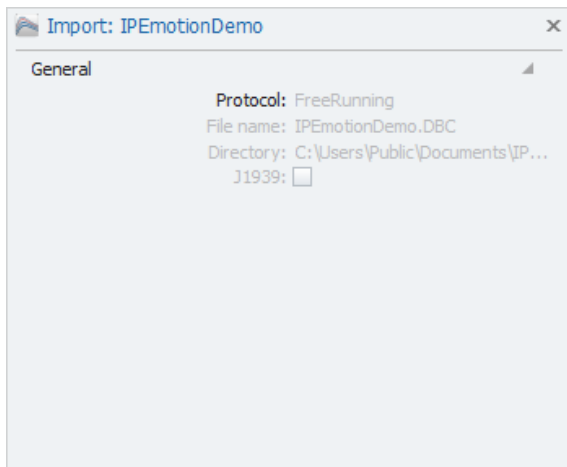 Import: IPEmotionDemo
General
Protocol: FreeRunning
File name: IPEmotionDemo.DBC
Directory: C:\Users\Public\Documents\IP...
J1939: